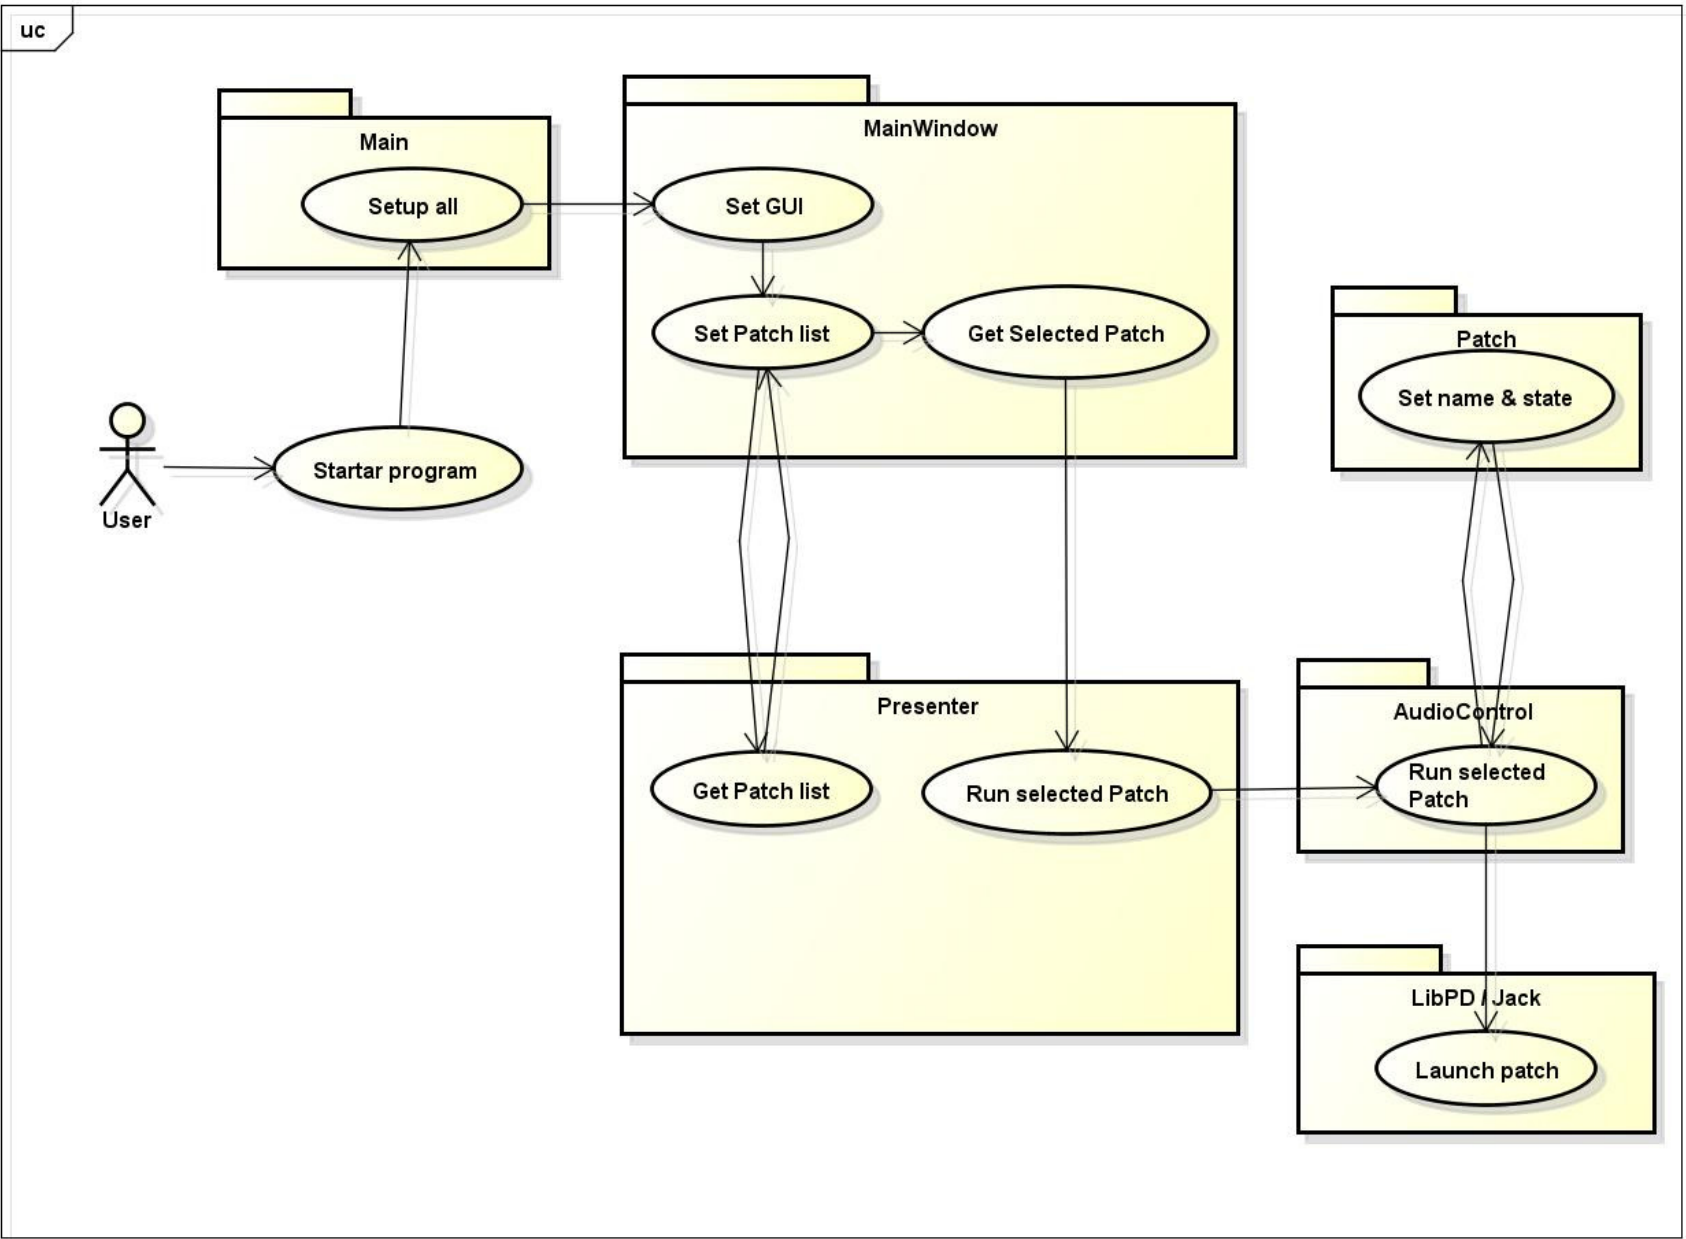 uc
Main
Setup all
MainWindow
Set GUI
Set Patch list
Get Selected Patch
Patch
Set name & state
User
Startar program
Presenter
Get Patch list
Run selected Patch
AudioControl
Run selected
Patch
LibPD / Jack
Launch patch